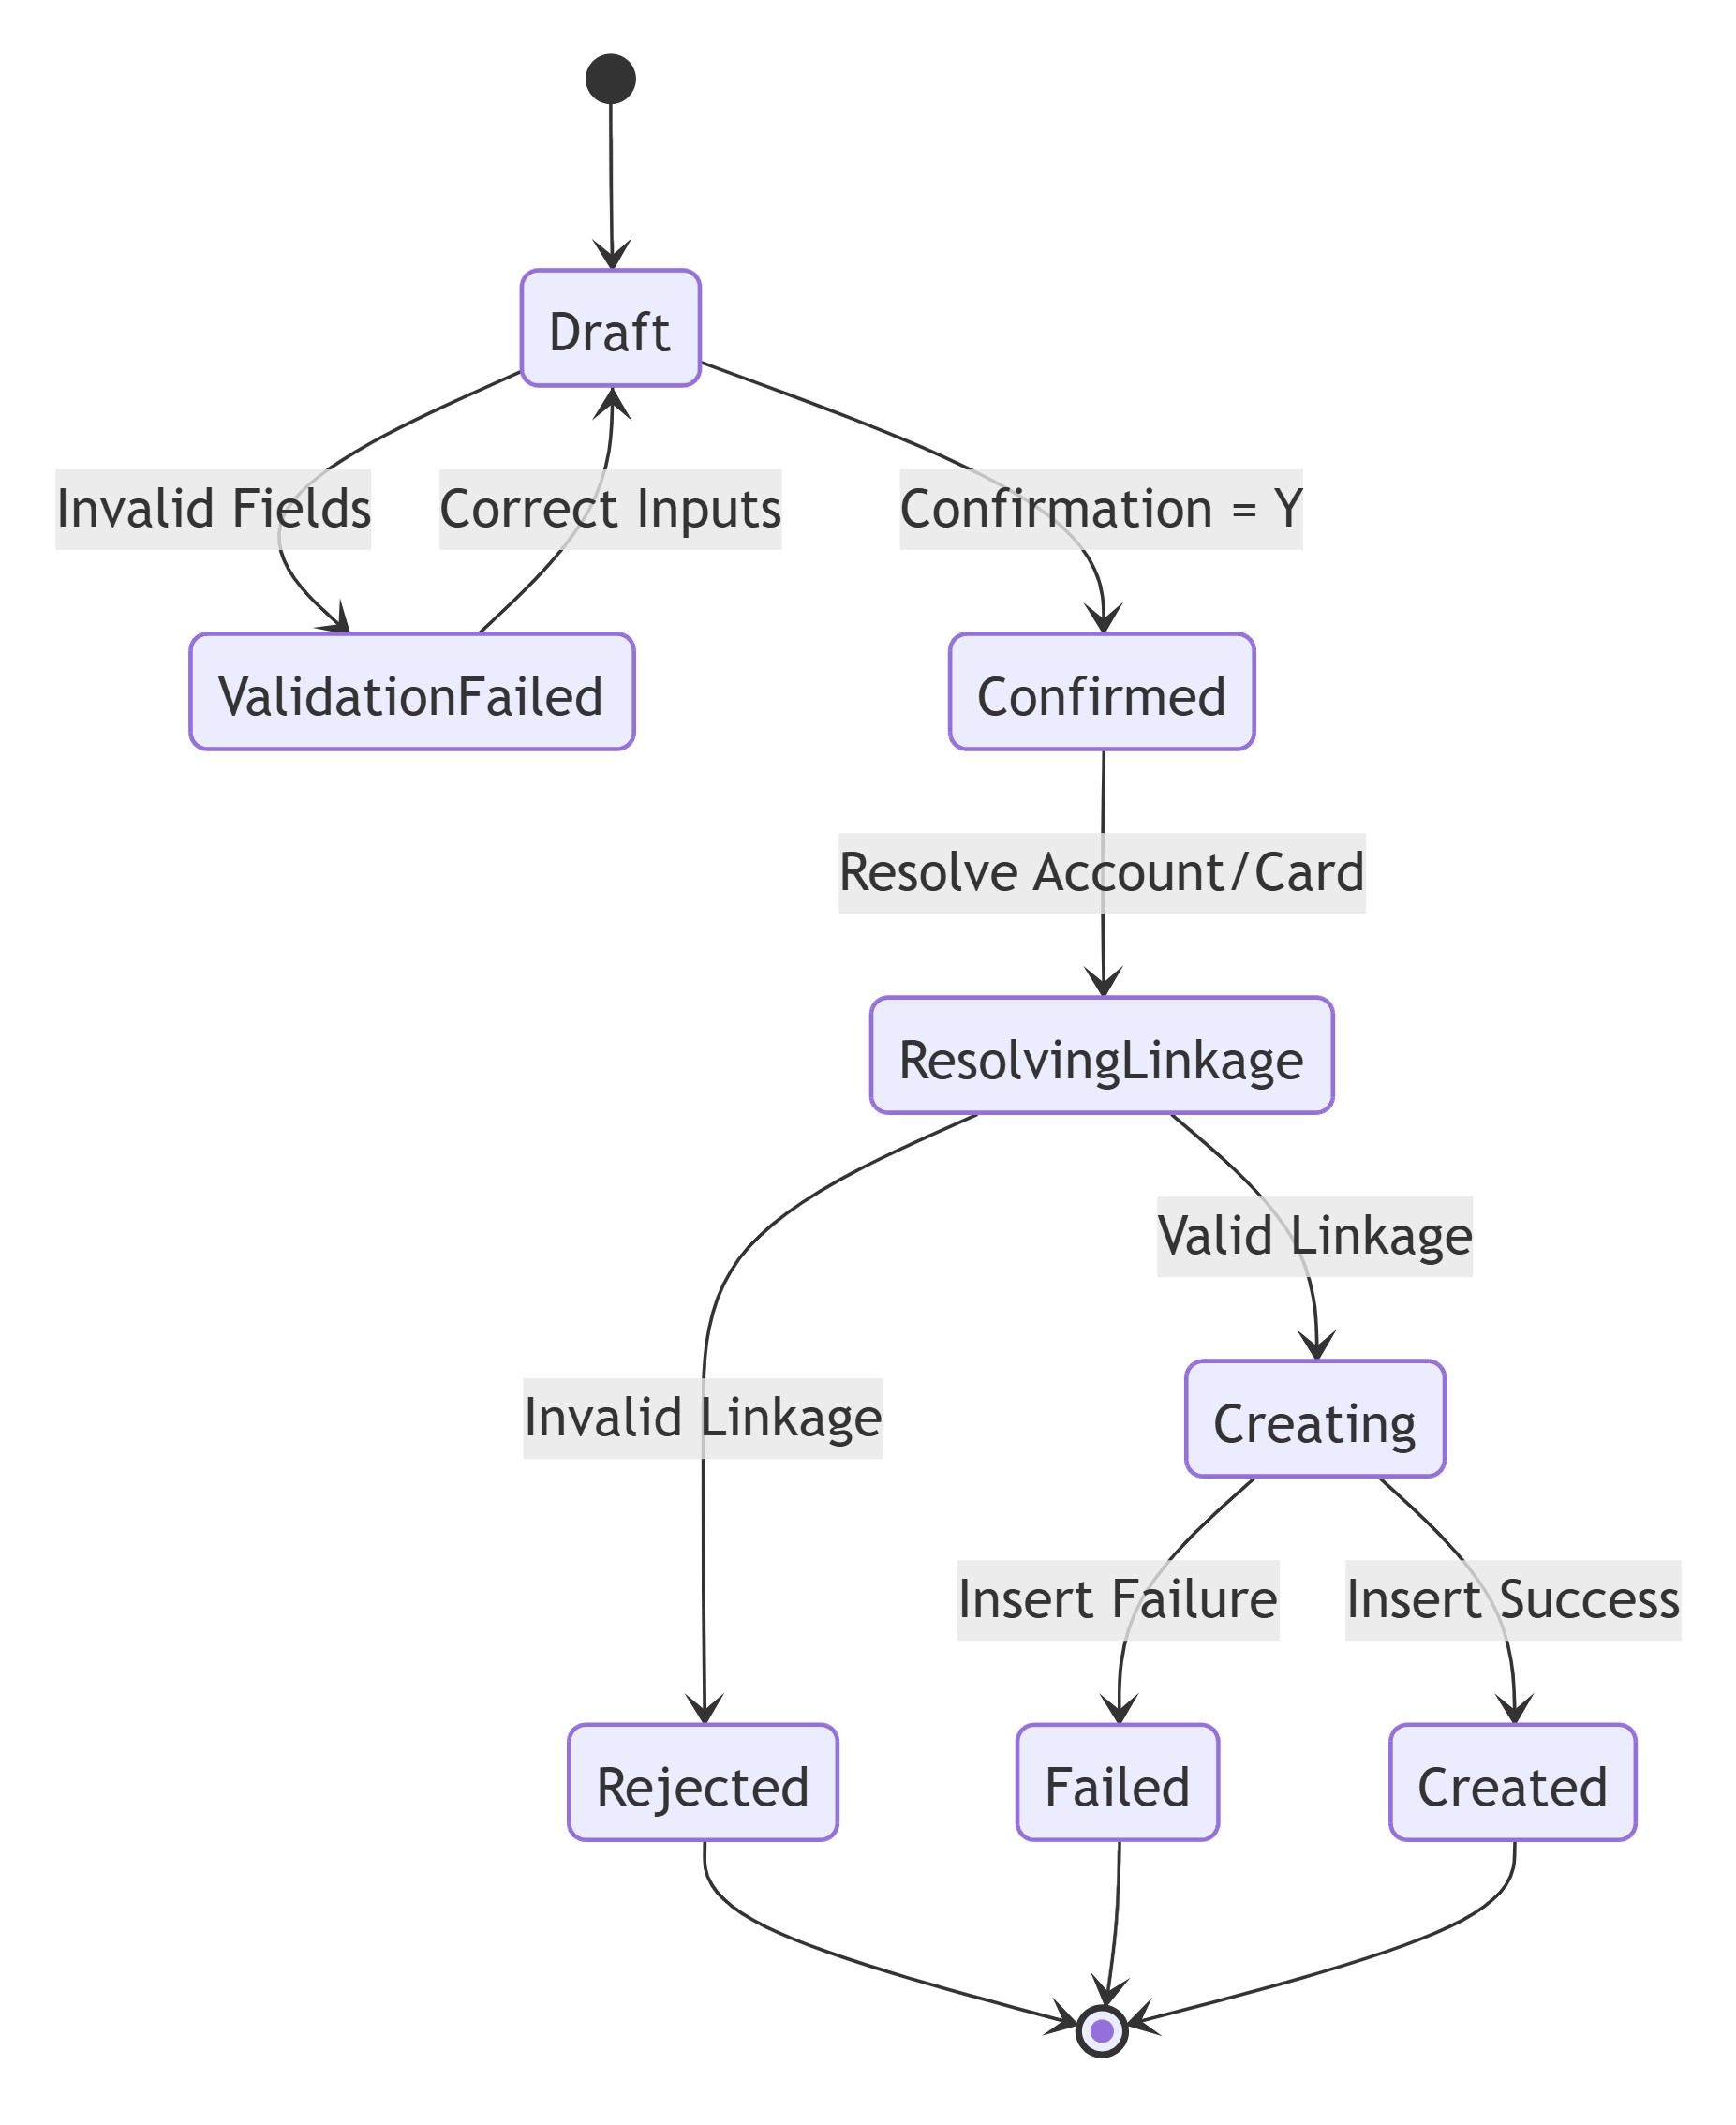 Draft
Invalid Fields
Correct Inputs
Confirmation = Y
ValidationFailed
Confirmed
Resolve Account/Card
ResolvingLinkage
Valid Linkage
Invalid Linkage
Creating
Insert Failure
Insert Success
Rejected
Failed
Created